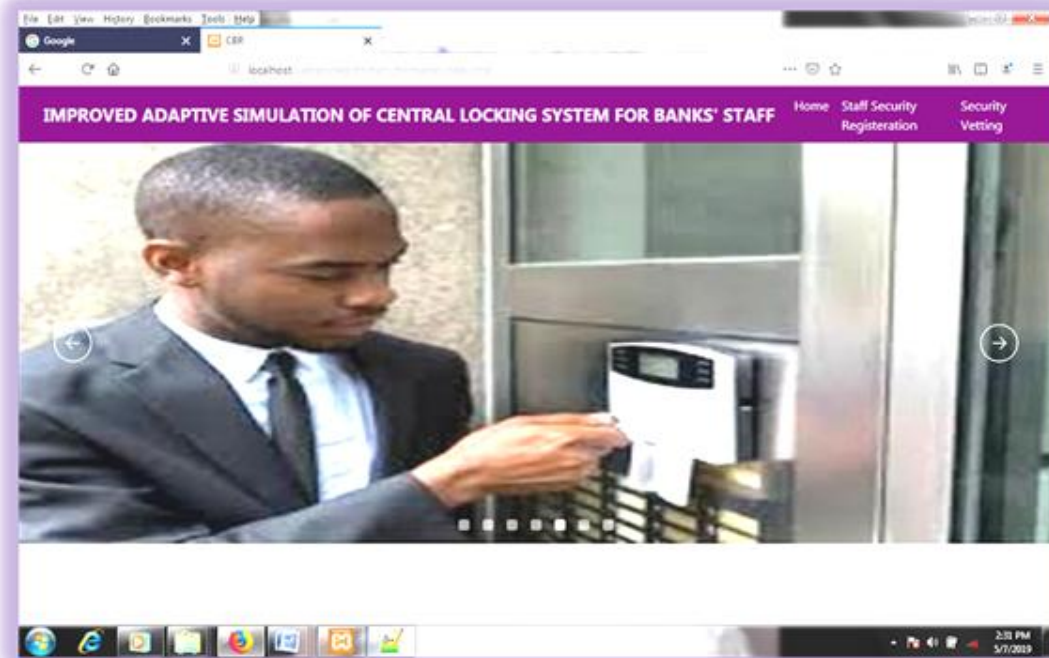 File Edit View History Bookmarks Tools Help
Google
CBR
localhost
IMPROVED ADAPTIVE SIMULATION OF CENTRAL LOCKING SYSTEM FOR BANKS' STAFF
Home Staff Security Registeration Security Vetting
2:31 PM
5/7/2019